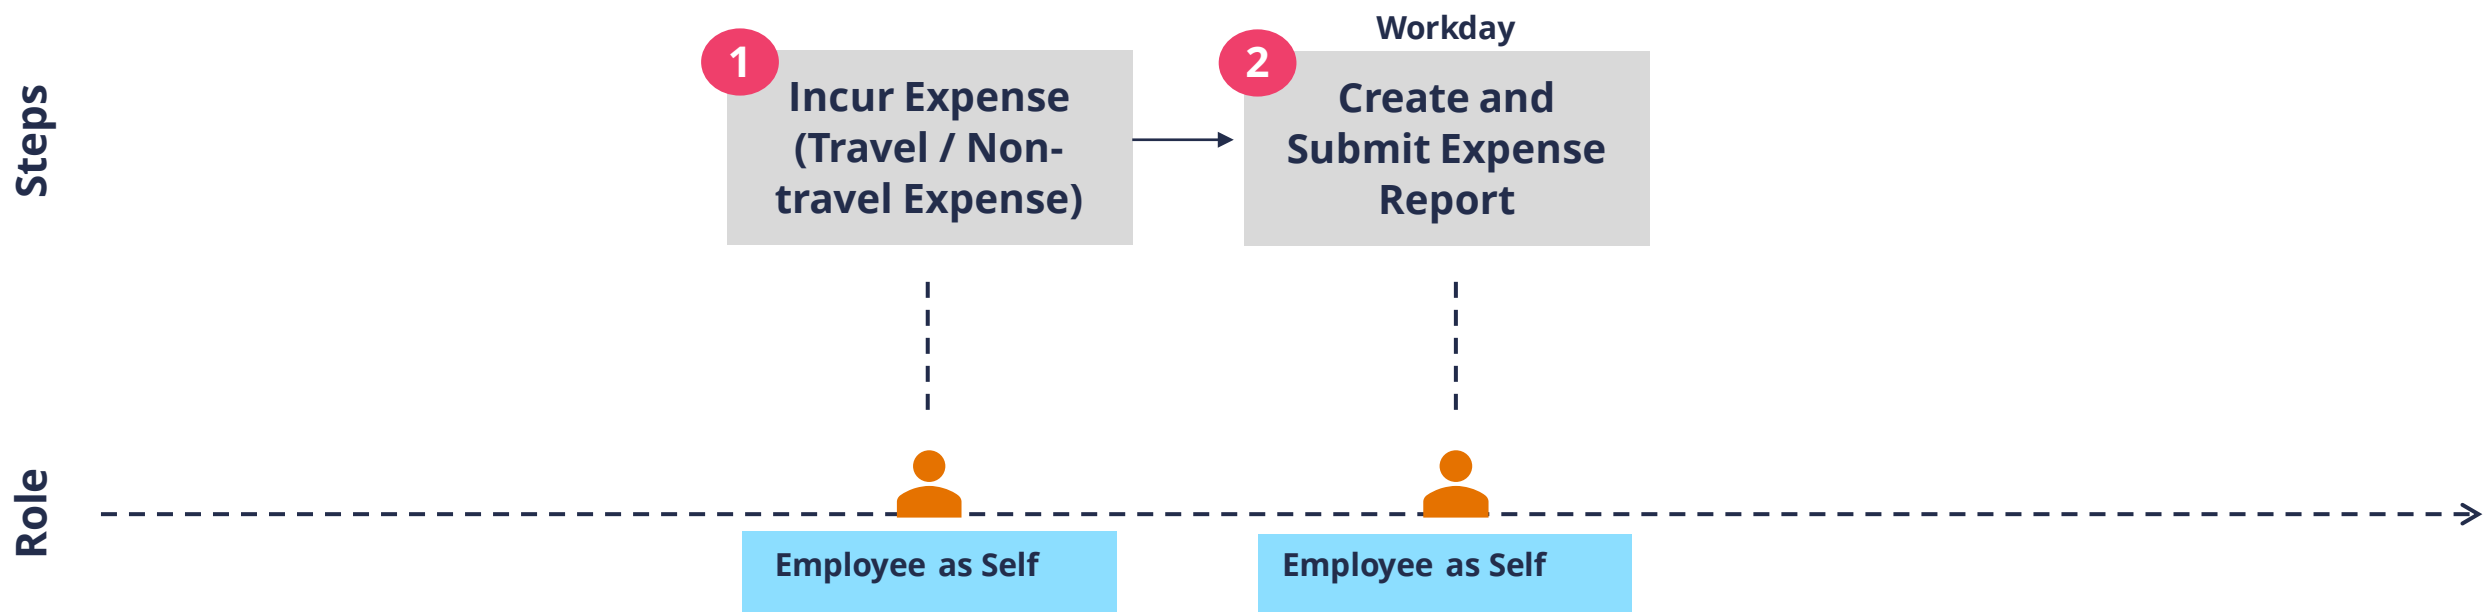 Steps
1
Incur Expense
(Travel / Non-
travel Expense)
Workday
2
Create and
Submit Expense
Report
Role
Employee as Self
Employee as Self